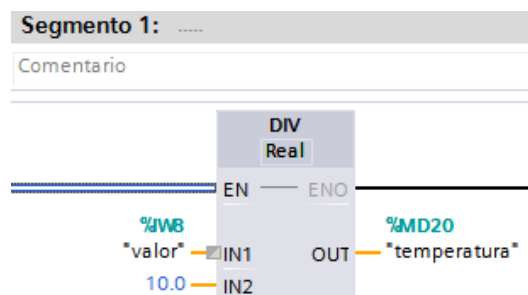 Segmento 1: .....
Comentario
DIV
Real
EN ENO
%IW8 %MD20
"valor" IN1 OUT "temperatura"
10.0 IN2